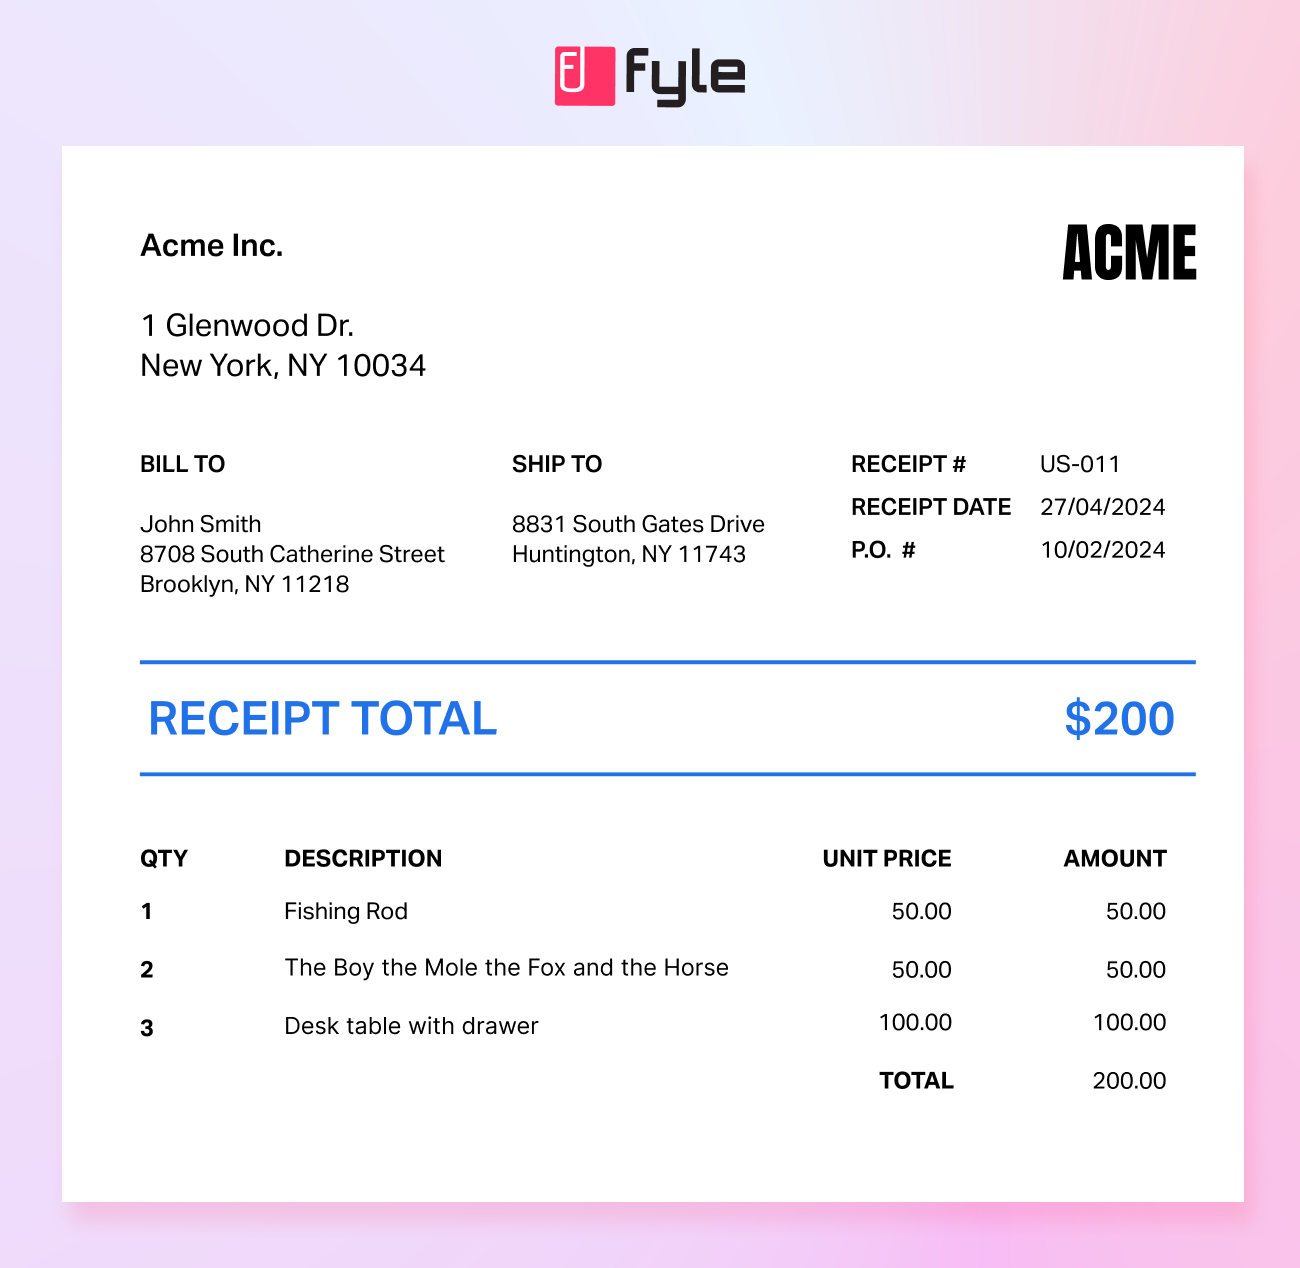 fyle
Acme Inc.
ACME
1 Glenwood Dr.
New York, NY 10034
BILL TO
John Smith
8708 South Catherine Street
Brooklyn, NY 11218
SHIP TO
8831 South Gates Drive
Huntington, NY 11743
RECEIPT # US-011
RECEIPT DATE 27/04/2024
P.O. # 10/02/2024
RECEIPT TOTAL $200
QTY DESCRIPTION UNIT PRICE AMOUNT
1 Fishing Rod 50.00 50.00
2 The Boy the Mole the Fox and the Horse 50.00 50.00
3 Desk table with drawer 100.00 100.00
TOTAL 200.00